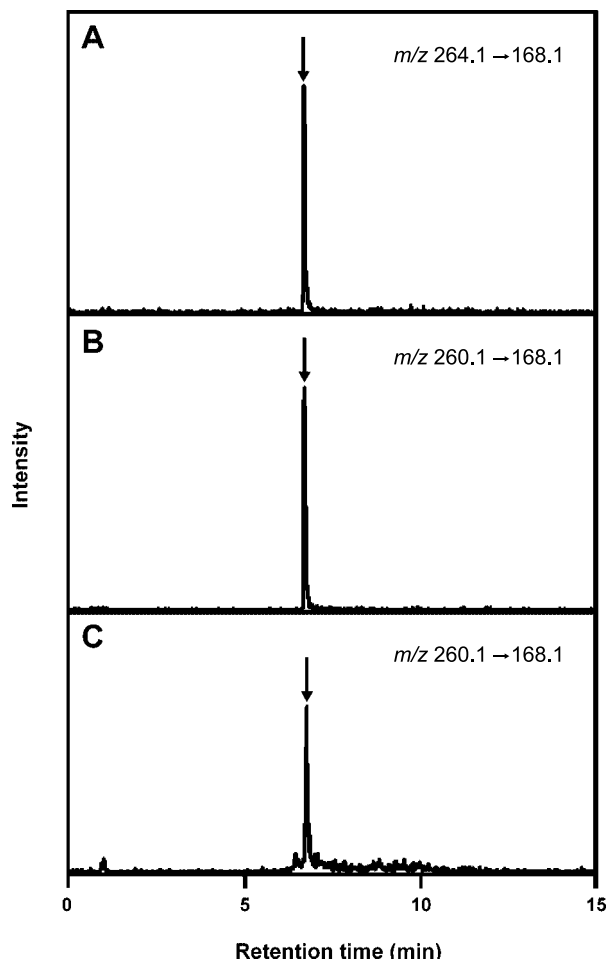 A
m/z 264.1 →168.1
B
m/z 260.1 →168.1
Intensity
C
m/z 260.1 →168.1
0 5 10 15
Retention time (min)